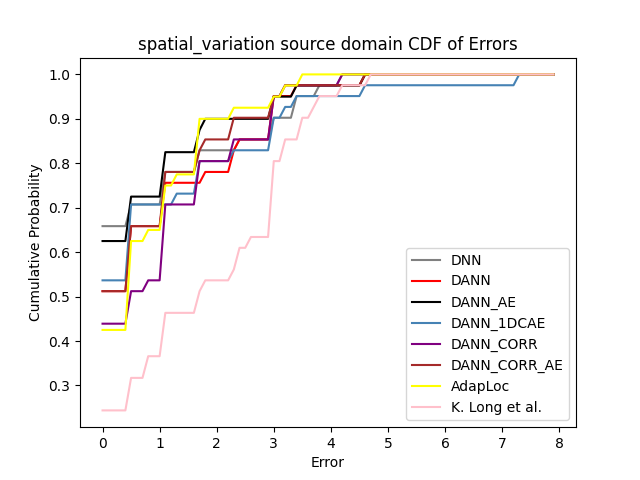 spatial_variation source domain CDF of Errors
Cumulative Probability
1.0
0.9
0.8
0.7
0.6
0.5
0.4
0.3
0 1 2 3 4 5 6 7 8
Error
DNN
DANN
DANN_AE
DANN_1DCAE
DANN_CORR
DANN_CORR_AE
AdapLoc
K. Long et al.